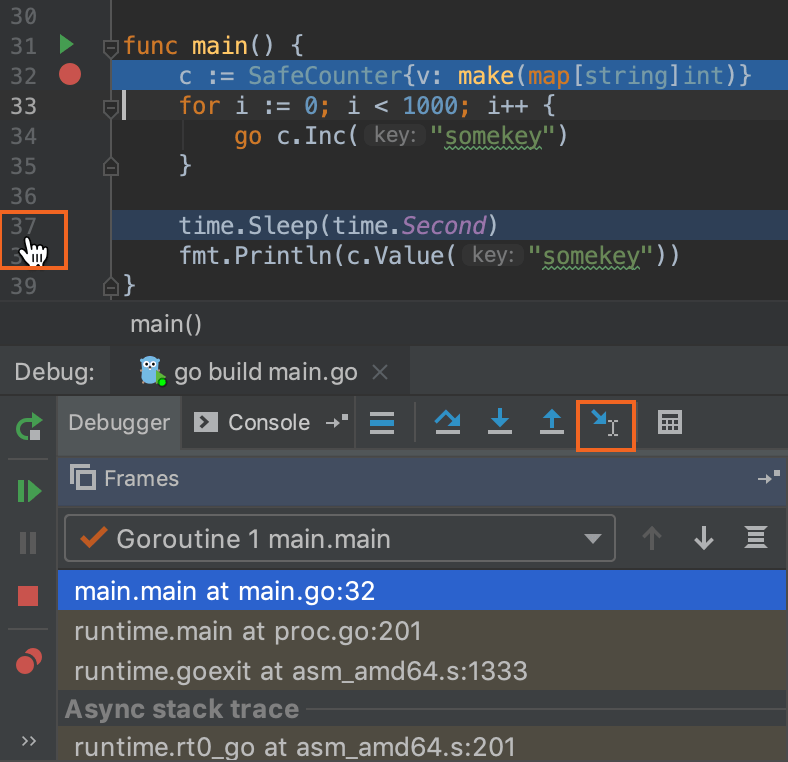 30
31 func main() {
32 c := SafeCounter{v: make(map[string]int)}
33 for i := 0; i < 1000; i++ {
34 go c.Inc( key: "somekey")
35 }
36
37 time.Sleep(time.Second)
fmt.Println(c.Value( key: "somekey"))
39 }
main()
Debug: go build main.go
Debugger Console
Frames
Goroutine 1 main.main
main.main at main.go:32
runtime.main at proc.go:201
runtime.goexit at asm_amd64.s:1333
Async stack trace
runtime.rt0_go at asm_amd64.s:201